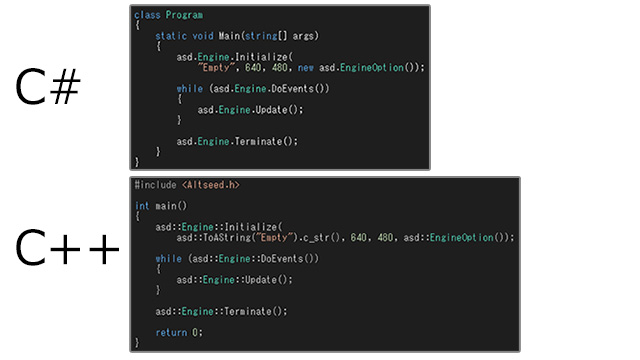 C#
class Program
{
    static void Main(string[] args)
    {
        asd.Engine.Initialize(
            "Empty", 640, 480, new asd.EngineOption());

        while (asd.Engine.DoEvents())
        {
            asd.Engine.Update();
        }

        asd.Engine.Terminate();
    }
}
C++
#include <Altseed.h>

int main()
{
    asd::Engine::Initialize(
        asd::ToAString("Empty").c_str(), 640, 480, asd::EngineOption());

    while (asd::Engine::DoEvents())
    {
        asd::Engine::Update();
    }

    asd::Engine::Terminate();

    return 0;
}